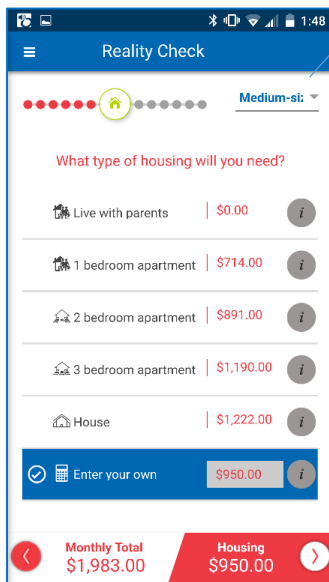 1:48
Reality Check
Medium-si
What type of housing will you need?
Live with parents $0.00 i
1 bedroom apartment $714.00 i
2 bedroom apartment $891.00 i
3 bedroom apartment $1,190.00 i
House $1,222.00 i
Enter your own $950.00 i
Monthly Total Housing
$1,983.00 $950.00